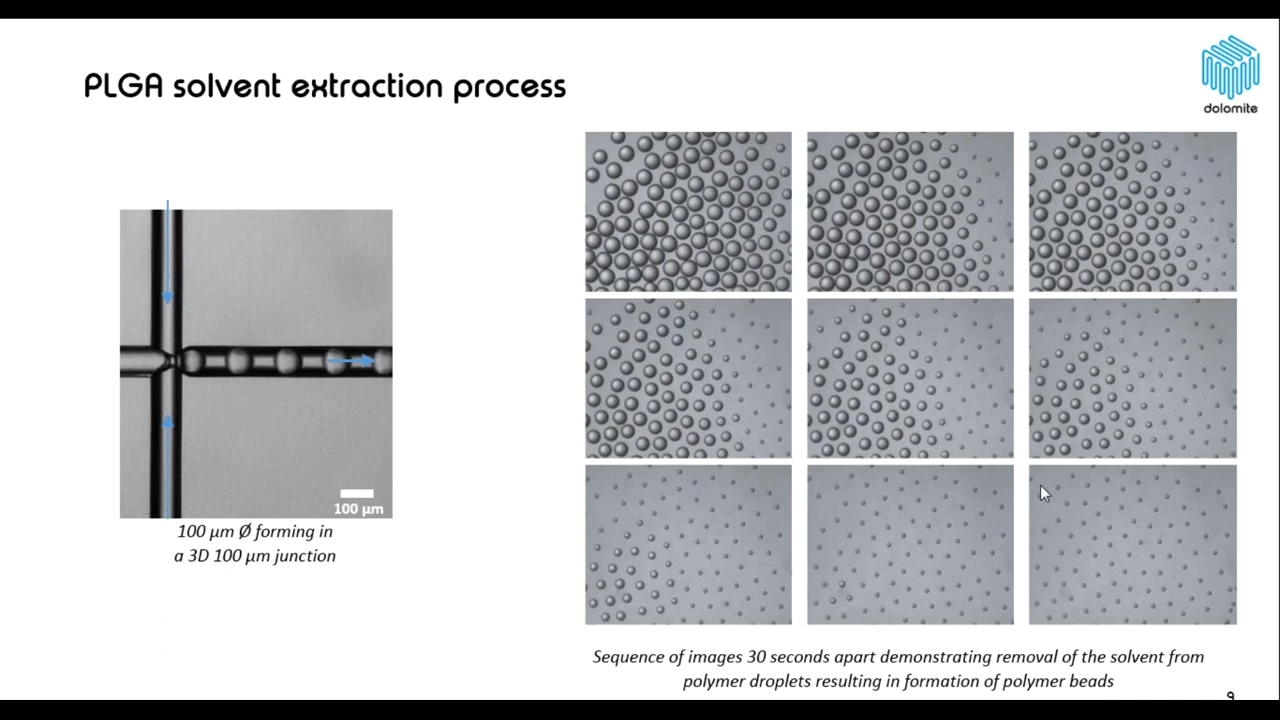 PLGA solvent extraction process
dolomite
100 µm
100 µm Ø forming in
a 3D 100 µm junction
Sequence of images 30 seconds apart demonstrating removal of the solvent from
polymer droplets resulting in formation of polymer beads
9